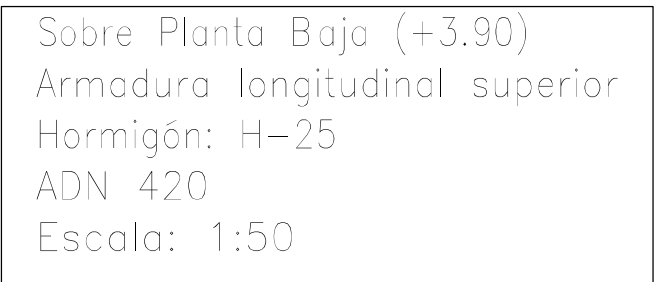 Sobre Planta Baja (+3.90)
Armadura longitudinal superior
Hormigón: H-25
ADN 420
Escala: 1:50